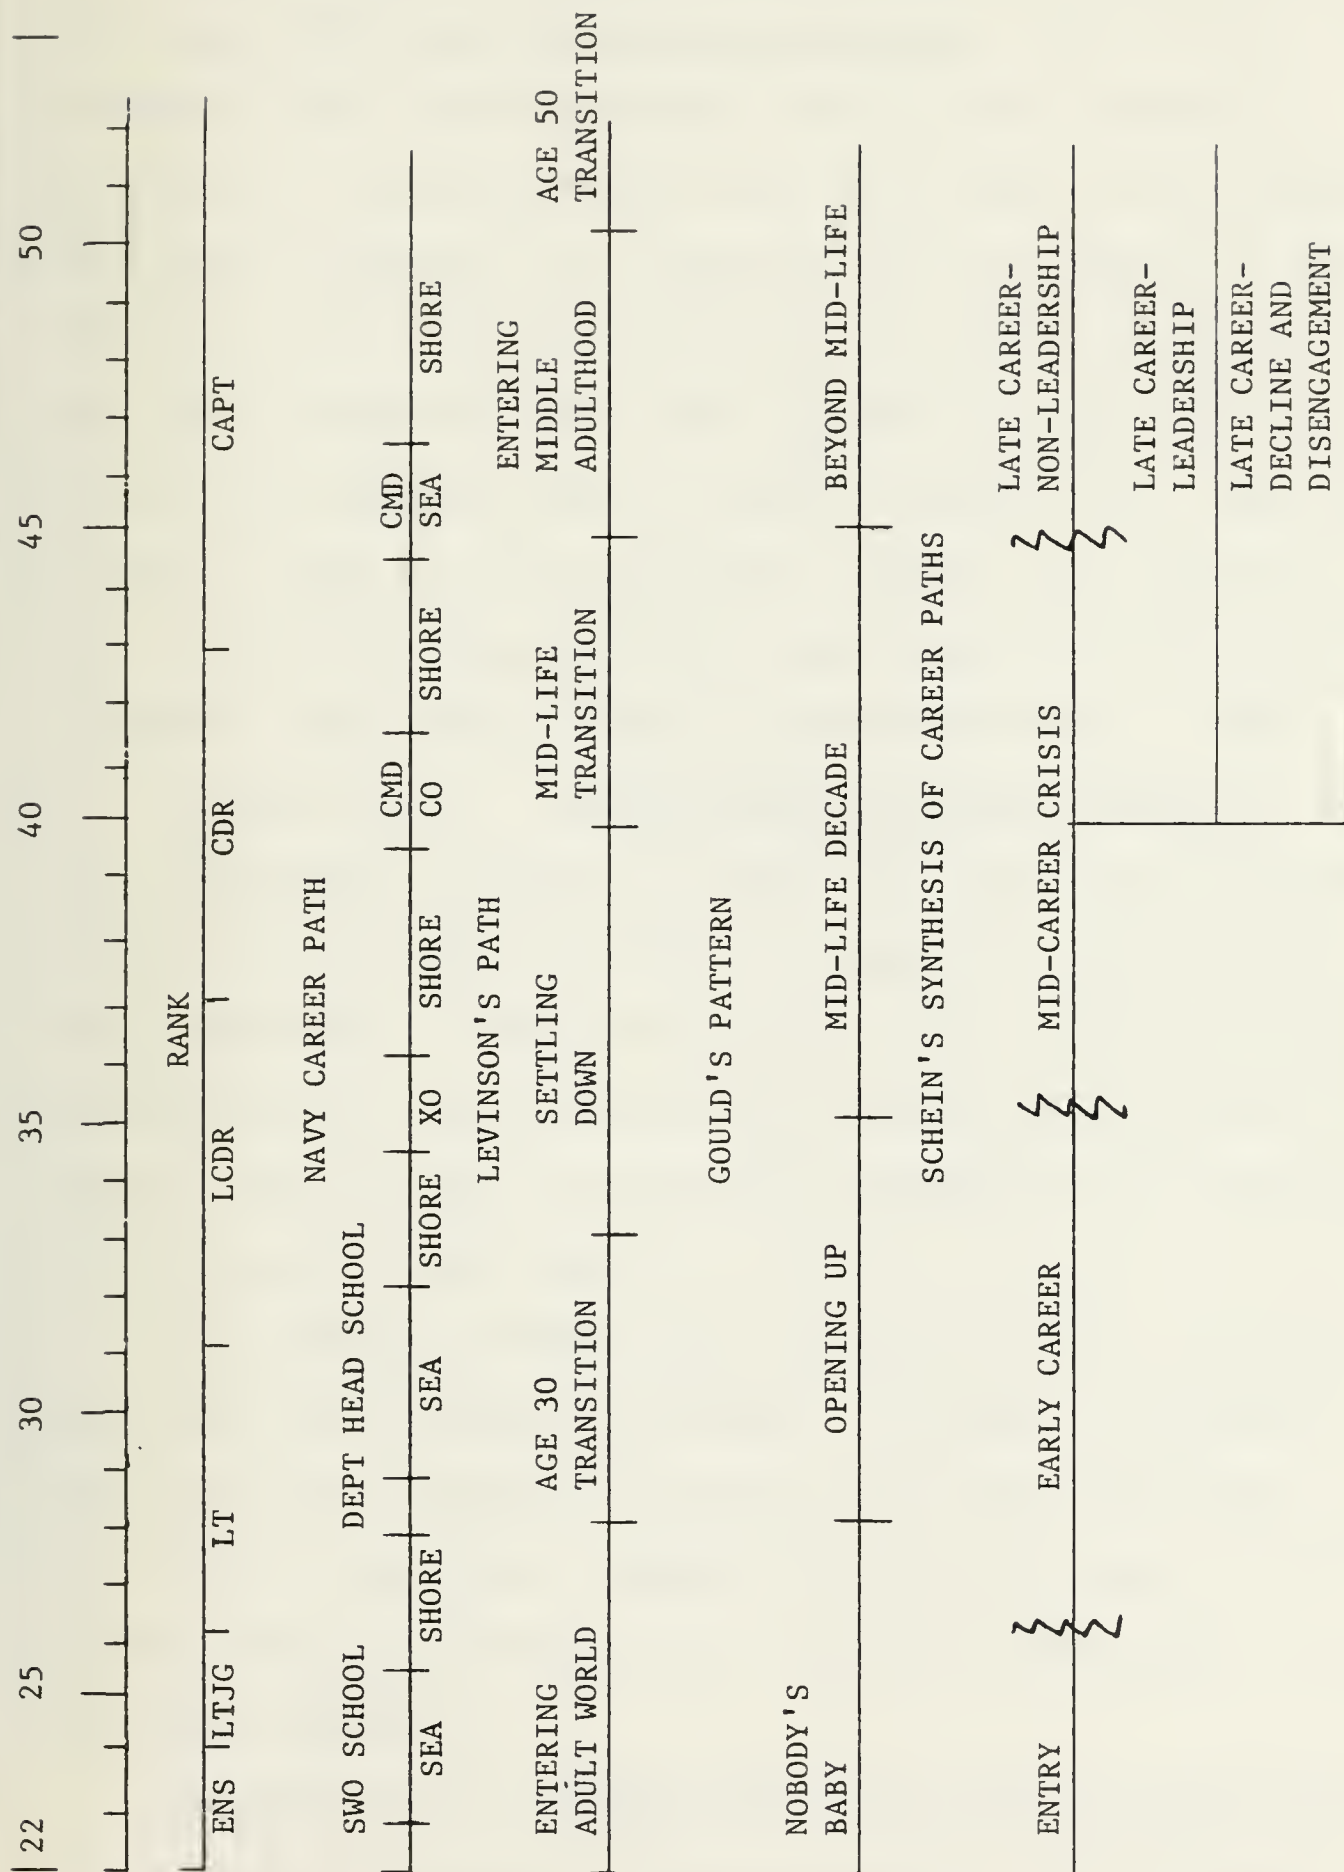 22 25 30 35 40 45 50
RANK
ENS LTJG LT LCDR CDR CAPT
NAVY CAREER PATH
SWO SCHOOL DEPT HEAD SCHOOL CMD CMD
SEA SHORE SEA SHORE XO SHORE CO SHORE SEA SHORE
LEVINSON'S PATH
ENTERING
ENTERING AGE 30 SETTLING MID-LIFE MIDDLE AGE 50
ADULT WORLD TRANSITION DOWN TRANSITION ADULTHOOD TRANSITION
GOULD'S PATTERN
NOBODY'S
BABY OPENING UP MID-LIFE DECADE BEYOND MID-LIFE
SCHEIN'S SYNTHESIS OF CAREER PATHS
LATE CAREER-
ENTRY EARLY CAREER MID-CAREER CRISIS NON-LEADERSHIP
LATE CAREER-
LEADERSHIP
LATE CAREER-
DECLINE AND
DISENGAGEMENT